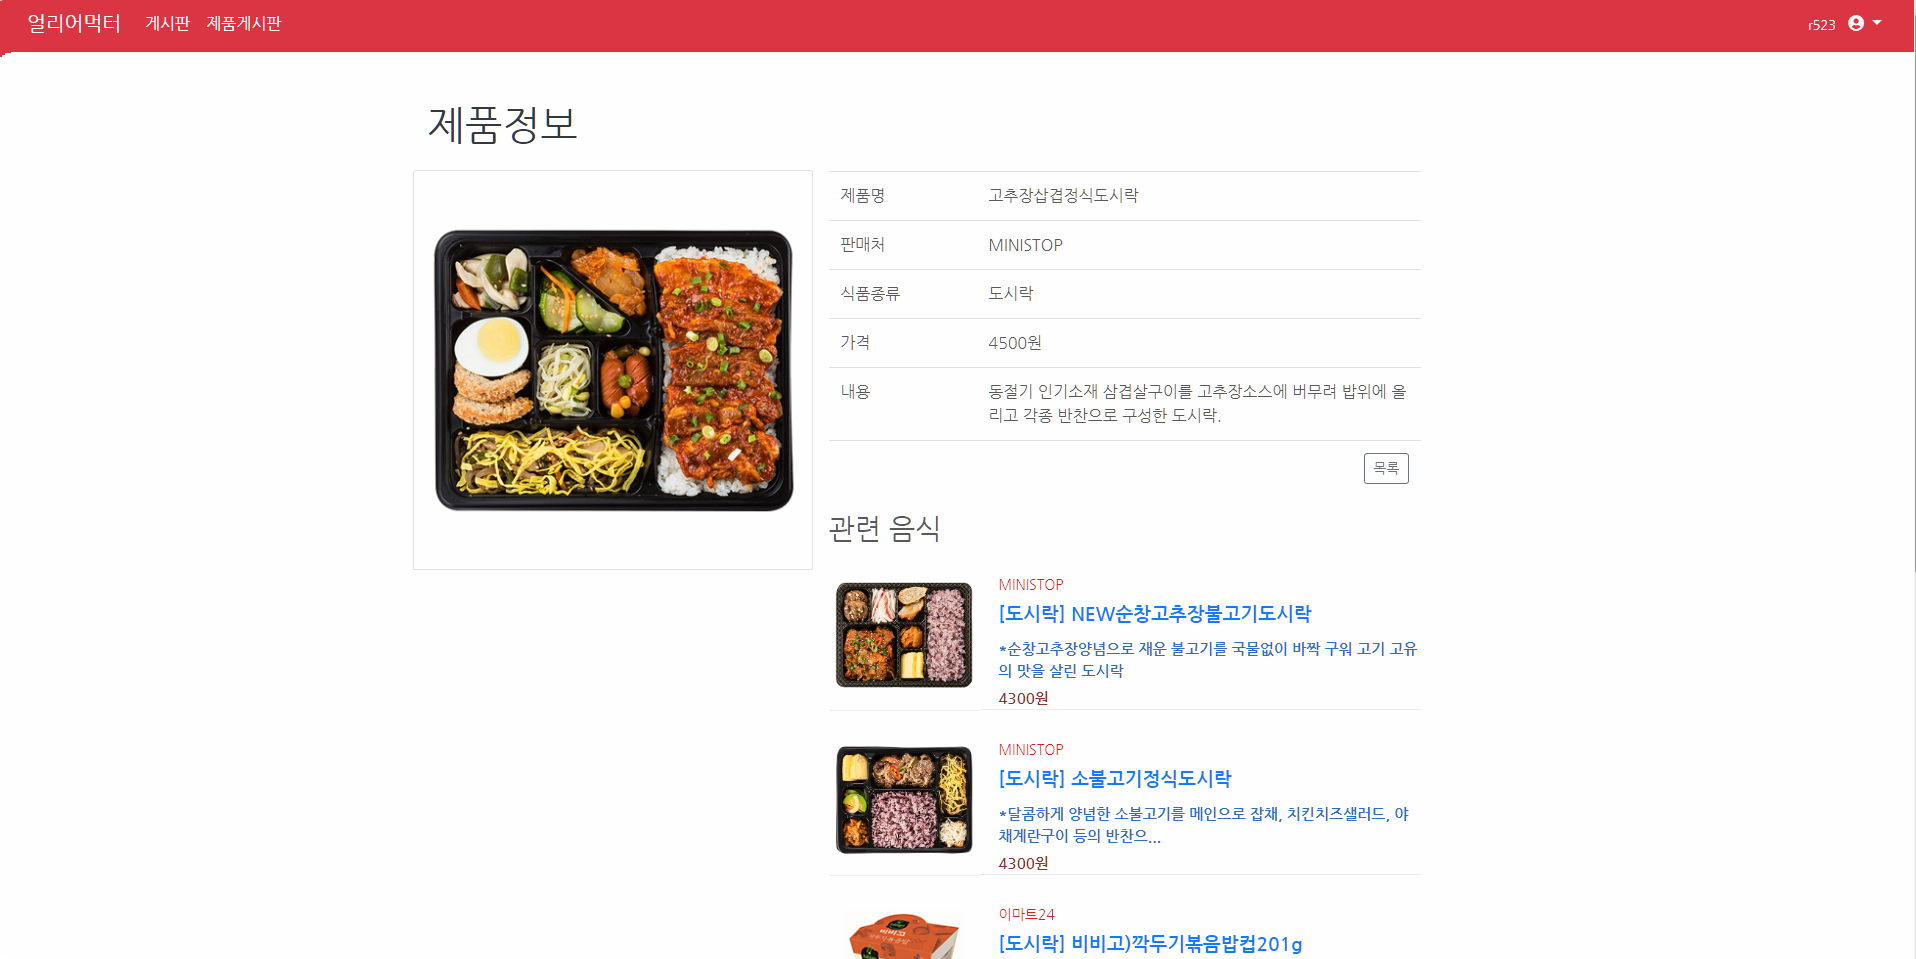 얼리어먹터 게시판 제품게시판 r523
제품정보
제품명 고추장삽겹정식도시락
판매처 MINISTOP
식품종류 도시락
가격 4500원
내용 동절기 인기소재 삼겹살구이를 고추장소스에 버무려 밥위에 올
리고 각종 반찬으로 구성한 도시락.
목록
관련 음식
MINISTOP
[도시락] NEW순창고추장불고기도시락
*순창고추장양념으로 재운 불고기를 국물없이 바짝 구워 고기 고유
의 맛을 살린 도시락
4300원
MINISTOP
[도시락] 소불고기정식도시락
*달콤하게 양념한 소불고기를 메인으로 잡채, 치킨치즈샐러드, 야
채계란구이 등의 반찬으...
4300원
이마트24
[도시락] 비비고)깍두기볶음밥컵201g
비비고